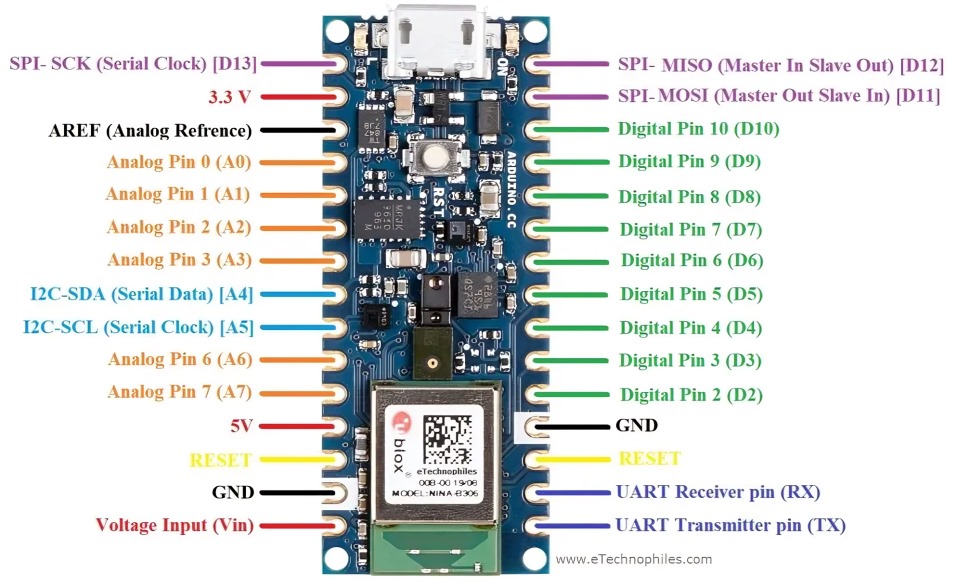 SPI- SCK (Serial Clock) [D13]
3.3 V
AREF (Analog Refrence)
Analog Pin 0 (A0)
Analog Pin 1 (A1)
Analog Pin 2 (A2)
Analog Pin 3 (A3)
I2C-SDA (Serial Data) [A4]
I2C-SCL (Serial Clock) [A5]
Analog Pin 6 (A6)
Analog Pin 7 (A7)
5V
RESET
GND
Voltage Input (Vin)
L
ON
RST
ARDUINO.CC
u
blox
®
eTechnophiles
00B-00 19/08
MODEL:NINA-B306
SPI- MISO (Master In Slave Out) [D12]
SPI-MOSI (Master Out Slave In) [D11]
Digital Pin 10 (D10)
Digital Pin 9 (D9)
Digital Pin 8 (D8)
Digital Pin 7 (D7)
Digital Pin 6 (D6)
Digital Pin 5 (D5)
Digital Pin 4 (D4)
Digital Pin 3 (D3)
Digital Pin 2 (D2)
GND
RESET
UART Receiver pin (RX)
UART Transmitter pin (TX)
www.eTechnophiles.com